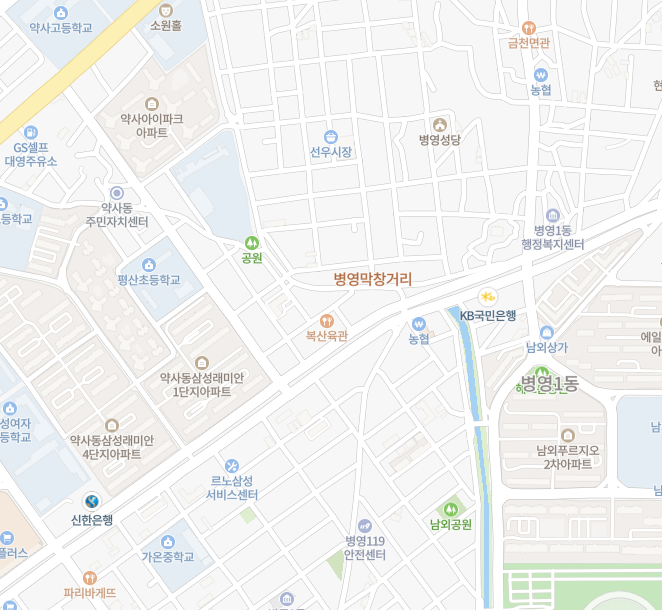 약사고등학교
소원홀
금천면관
농협
현
약사아이파크
아파트
GS셀프
대영주유소
선우시장
병영성당
약사동
주민자치센터
등학교
병영1동
행정복지센터
공원
평산초등학교
병영막창거리
KB국민은행
복산육관
농협
남외상가
에일
아
약사동삼성래미안
1단지아파트
병영1동
성여자
등학교
약사동삼성래미안
4단지아파트
남외푸르지오
2차아파트
남
르노삼성
서비스센터
남
신한은행
남외공원
플러스
가온중학교
병영119
안전센터
파리바게뜨